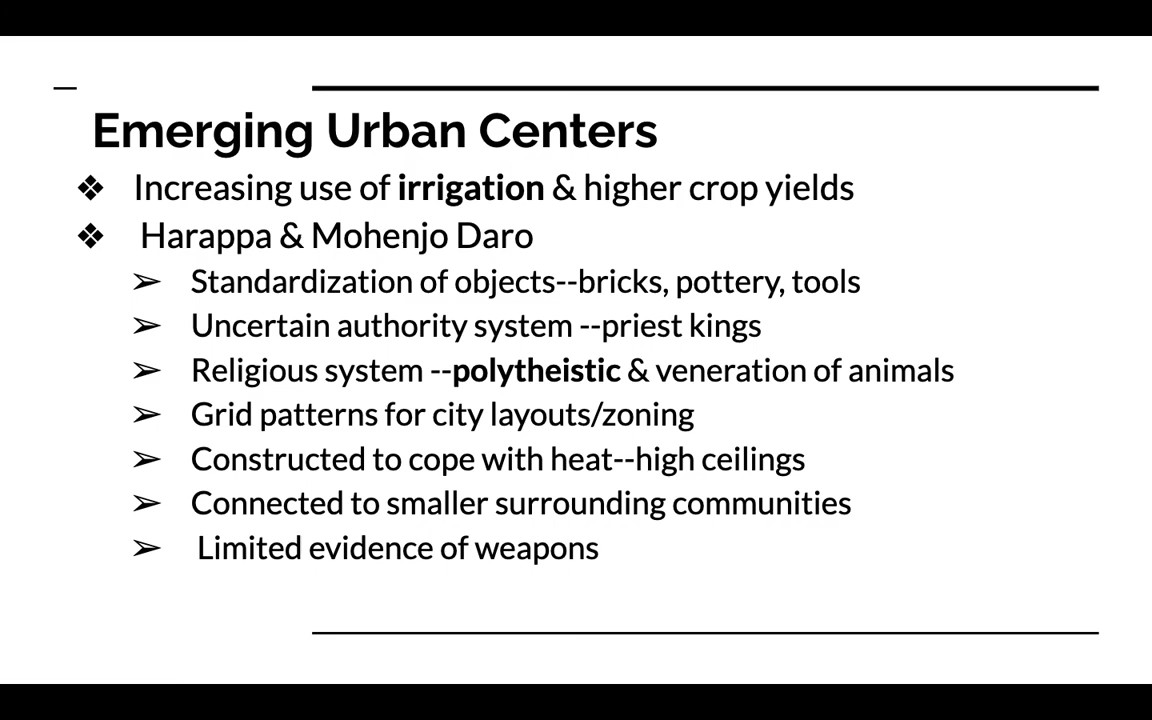 Emerging Urban Centers
❖ Increasing use of irrigation & higher crop yields
❖ Harappa & Mohenjo Daro
➢ Standardization of objects--bricks, pottery, tools
➢ Uncertain authority system --priest kings
➢ Religious system --polytheistic & veneration of animals
➢ Grid patterns for city layouts/zoning
➢ Constructed to cope with heat--high ceilings
➢ Connected to smaller surrounding communities
➢ Limited evidence of weapons